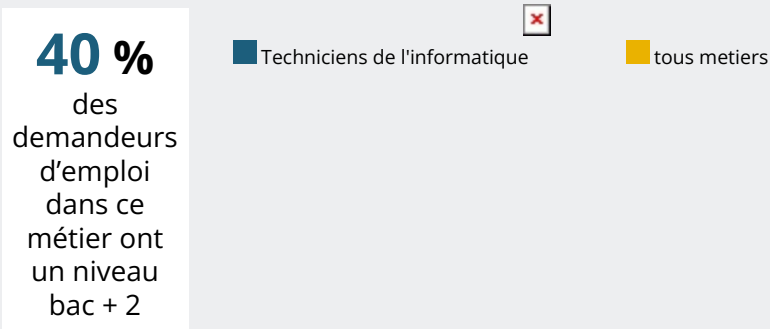 40 %
des
demandeurs
d’emploi
dans ce
métier ont
un niveau
bac + 2
Techniciens de l'informatique
tous metiers